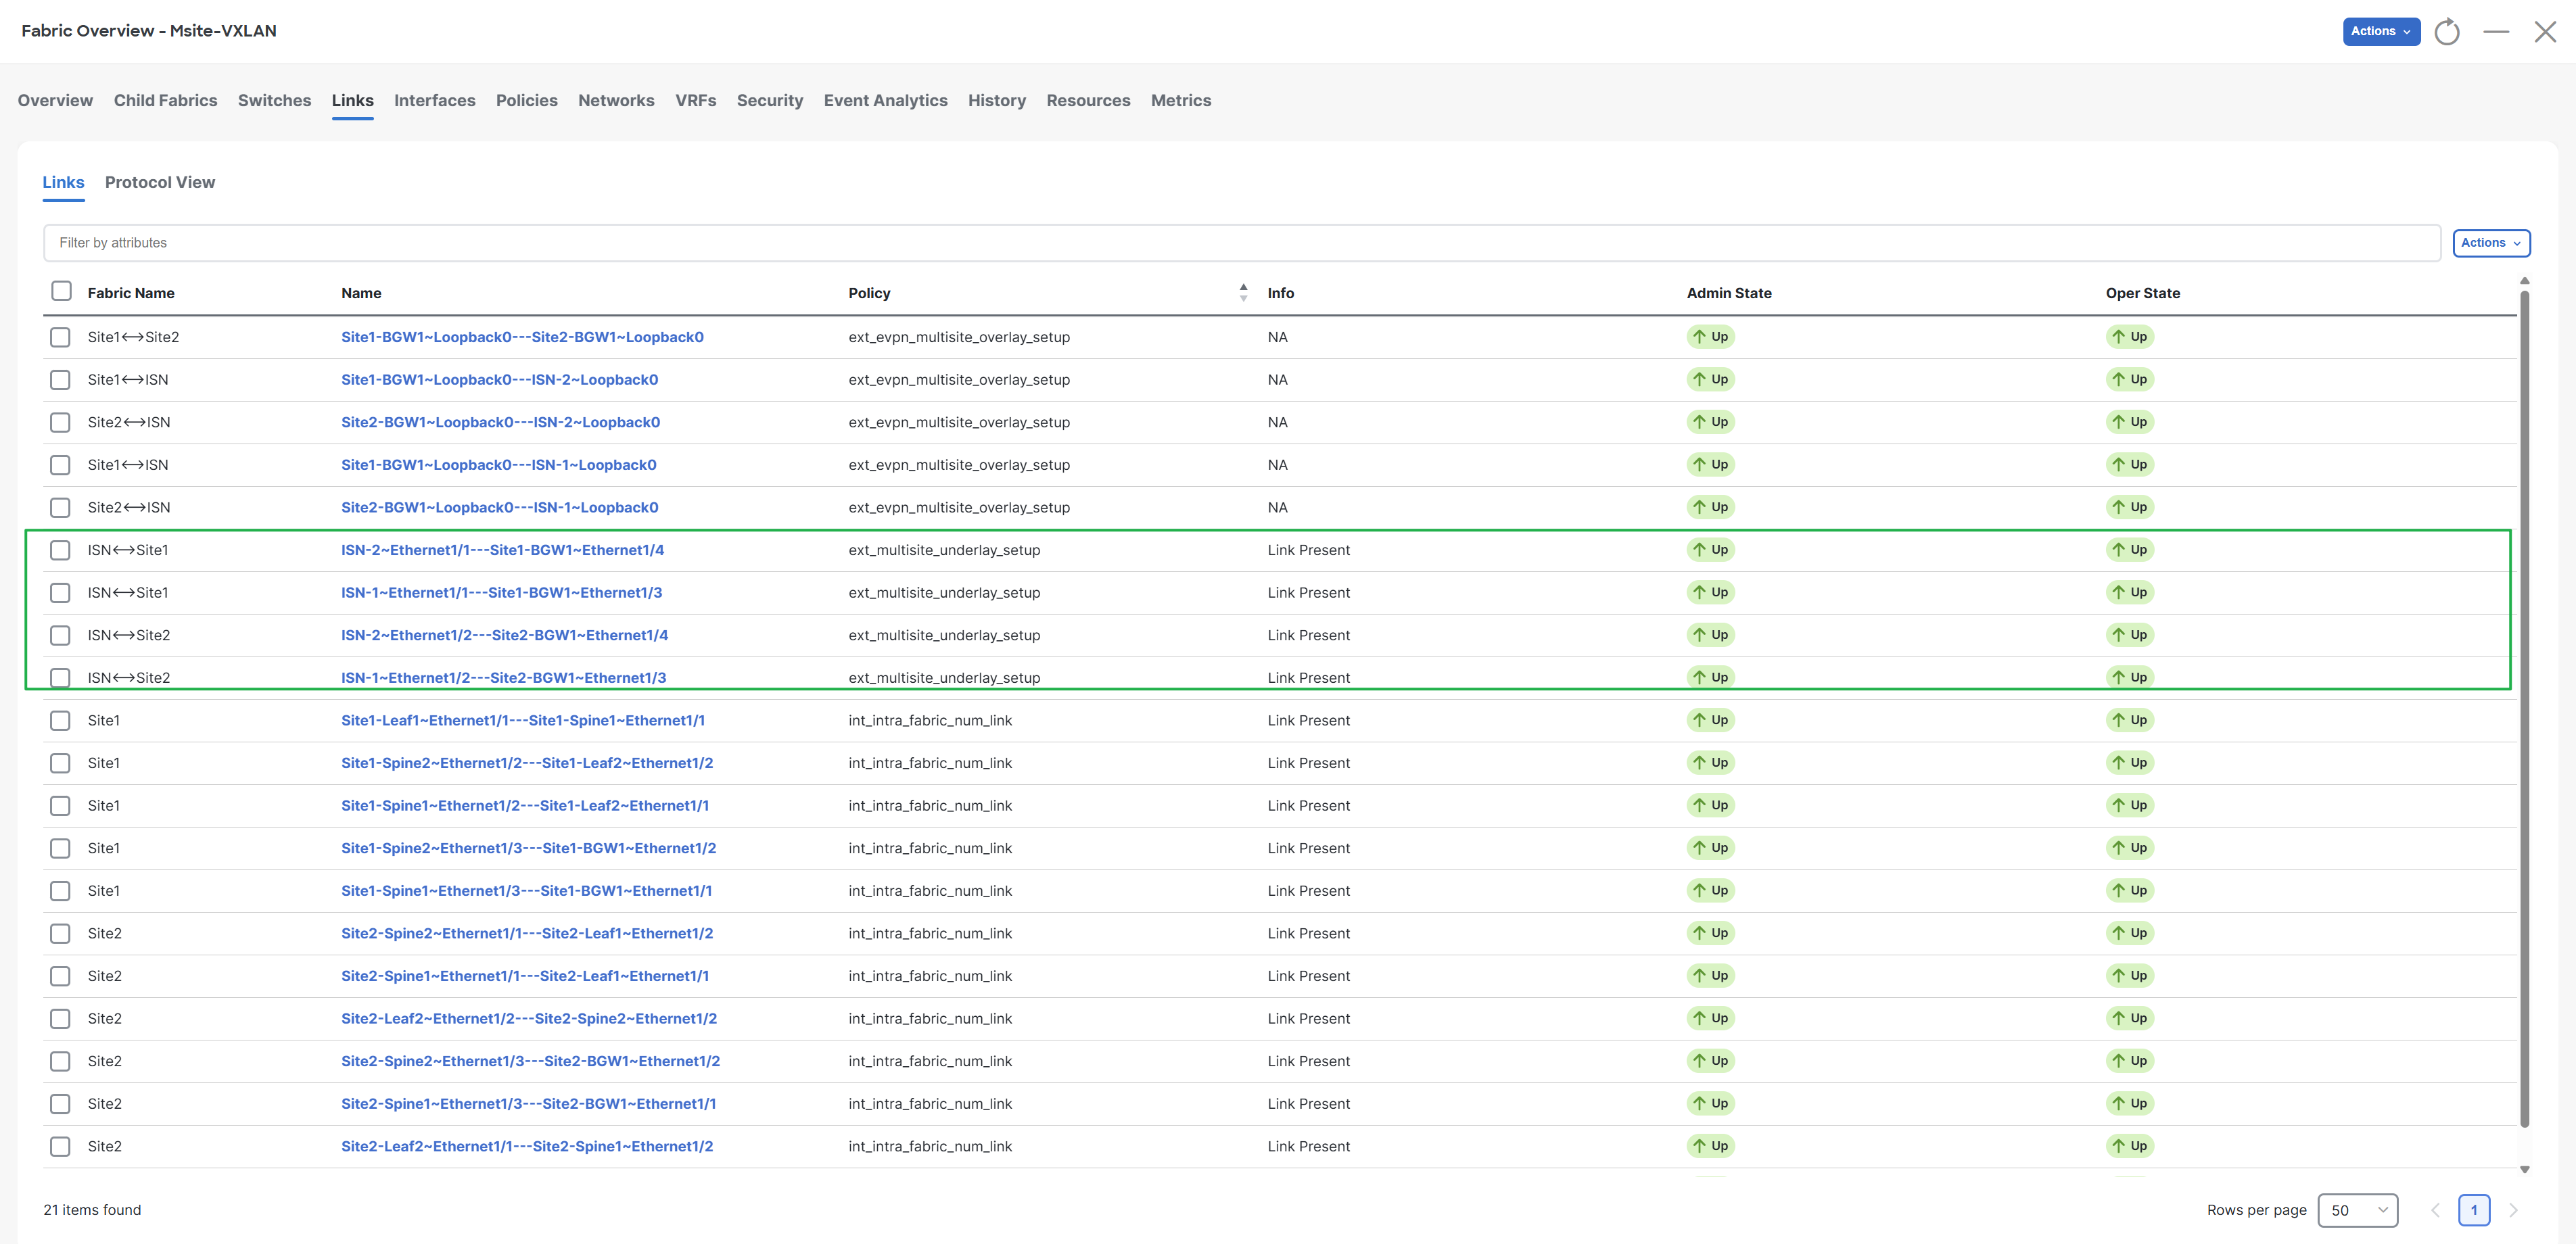 Fabric Overview - Msite-VXLAN
Actions
Overview Child Fabrics Switches Links Interfaces Policies Networks VRFs Security Event Analytics History Resources Metrics
Links Protocol View
Filter by attributes
Actions
Fabric Name Name Policy Info Admin State Oper State
Site1<->Site2 Site1-BGW1~Loopback0---Site2-BGW1~Loopback0 ext_evpn_multisite_overlay_setup NA Up Up
Site1<->ISN Site1-BGW1~Loopback0---ISN-2~Loopback0 ext_evpn_multisite_overlay_setup NA Up Up
Site2<->ISN Site2-BGW1~Loopback0---ISN-2~Loopback0 ext_evpn_multisite_overlay_setup NA Up Up
Site1<->ISN Site1-BGW1~Loopback0---ISN-1~Loopback0 ext_evpn_multisite_overlay_setup NA Up Up
Site2<->ISN Site2-BGW1~Loopback0---ISN-1~Loopback0 ext_evpn_multisite_overlay_setup NA Up Up
ISN<->Site1 ISN-2~Ethernet1/1---Site1-BGW1~Ethernet1/4 ext_multisite_underlay_setup Link Present Up Up
ISN<->Site1 ISN-1~Ethernet1/1---Site1-BGW1~Ethernet1/3 ext_multisite_underlay_setup Link Present Up Up
ISN<->Site2 ISN-2~Ethernet1/2---Site2-BGW1~Ethernet1/4 ext_multisite_underlay_setup Link Present Up Up
ISN<->Site2 ISN-1~Ethernet1/2---Site2-BGW1~Ethernet1/3 ext_multisite_underlay_setup Link Present Up Up
Site1 Site1-Leaf1~Ethernet1/1---Site1-Spine1~Ethernet1/1 int_intra_fabric_num_link Link Present Up Up
Site1 Site1-Spine2~Ethernet1/2---Site1-Leaf2~Ethernet1/2 int_intra_fabric_num_link Link Present Up Up
Site1 Site1-Spine1~Ethernet1/2---Site1-Leaf2~Ethernet1/1 int_intra_fabric_num_link Link Present Up Up
Site1 Site1-Spine2~Ethernet1/3---Site1-BGW1~Ethernet1/2 int_intra_fabric_num_link Link Present Up Up
Site1 Site1-Spine1~Ethernet1/3---Site1-BGW1~Ethernet1/1 int_intra_fabric_num_link Link Present Up Up
Site2 Site2-Spine2~Ethernet1/1---Site2-Leaf1~Ethernet1/2 int_intra_fabric_num_link Link Present Up Up
Site2 Site2-Spine1~Ethernet1/1---Site2-Leaf1~Ethernet1/1 int_intra_fabric_num_link Link Present Up Up
Site2 Site2-Leaf2~Ethernet1/2---Site2-Spine2~Ethernet1/2 int_intra_fabric_num_link Link Present Up Up
Site2 Site2-Spine2~Ethernet1/3---Site2-BGW1~Ethernet1/2 int_intra_fabric_num_link Link Present Up Up
Site2 Site2-Spine1~Ethernet1/3---Site2-BGW1~Ethernet1/1 int_intra_fabric_num_link Link Present Up Up
Site2 Site2-Leaf2~Ethernet1/1---Site2-Spine1~Ethernet1/2 int_intra_fabric_num_link Link Present Up Up
21 items found Rows per page 50 1